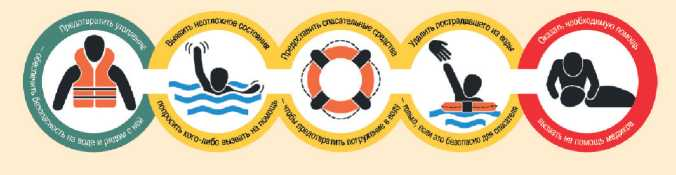 Предотвратить утопление
– обеспечить безопасность на воде и рядом с ней
Выявить неотложное состояние
попросить кого-либо вызвать на помощь
Предоставить спасательные средства
– чтобы предотвратить погружение в воду
Удалить пострадавшего из воды
– только, если это безопасно для спасателя
Оказать необходимую помощь
вызвать на помощь медиков